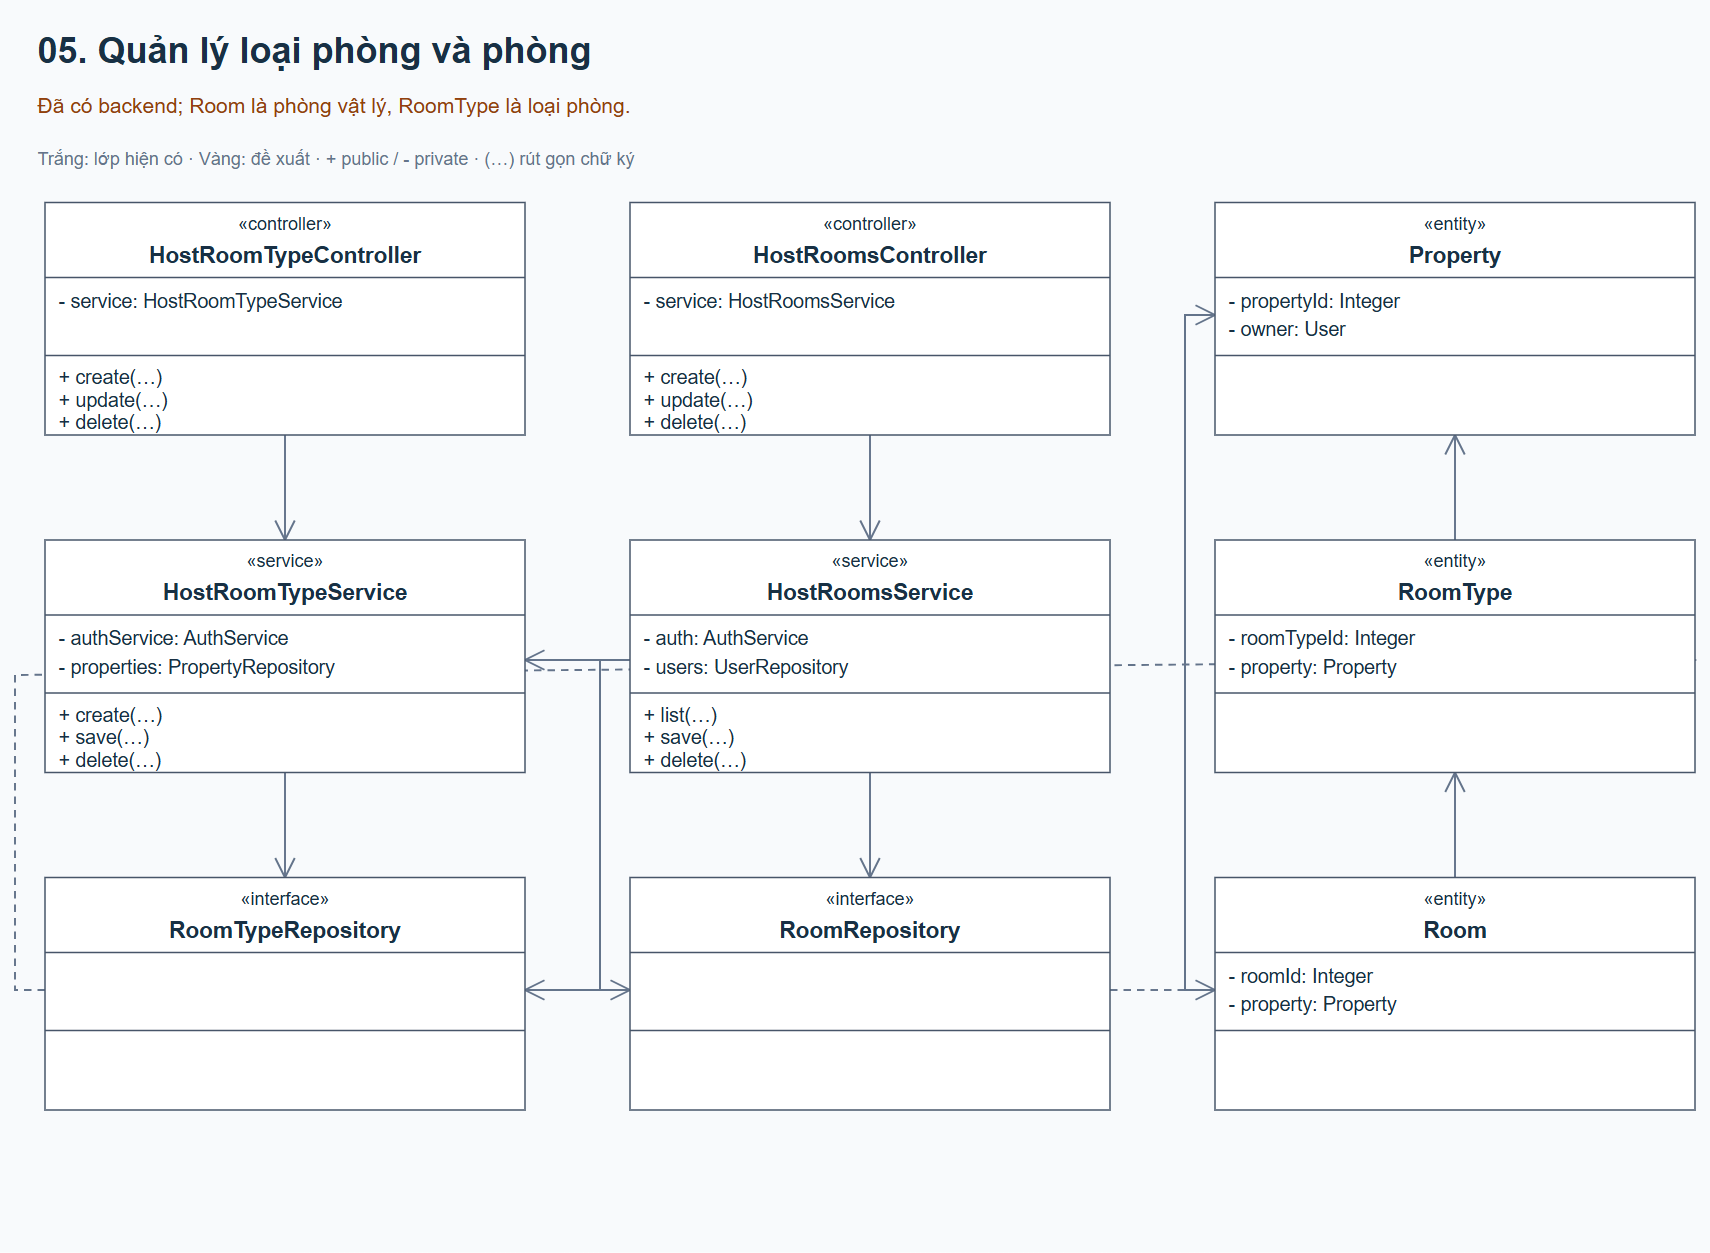 05. Quản lý loại phòng và phòng
Đã có backend; Room là phòng vật lý, RoomType là loại phòng.
Trắng: lớp hiện có · Vàng: đề xuất · + public / - private · (…) rút gọn chữ ký
«controller»
HostRoomTypeController
- service: HostRoomTypeService
+ create(…)
+ update(…)
+ delete(…)
«controller»
HostRoomsController
- service: HostRoomsService
+ create(…)
+ update(…)
+ delete(…)
«entity»
Property
- propertyId: Integer
- owner: User
«service»
HostRoomTypeService
- authService: AuthService
- properties: PropertyRepository
+ create(…)
+ save(…)
+ delete(…)
«service»
HostRoomsService
- auth: AuthService
- users: UserRepository
+ list(…)
+ save(…)
+ delete(…)
«entity»
RoomType
- roomTypeId: Integer
- property: Property
«interface»
RoomTypeRepository
«interface»
RoomRepository
«entity»
Room
- roomId: Integer
- property: Property